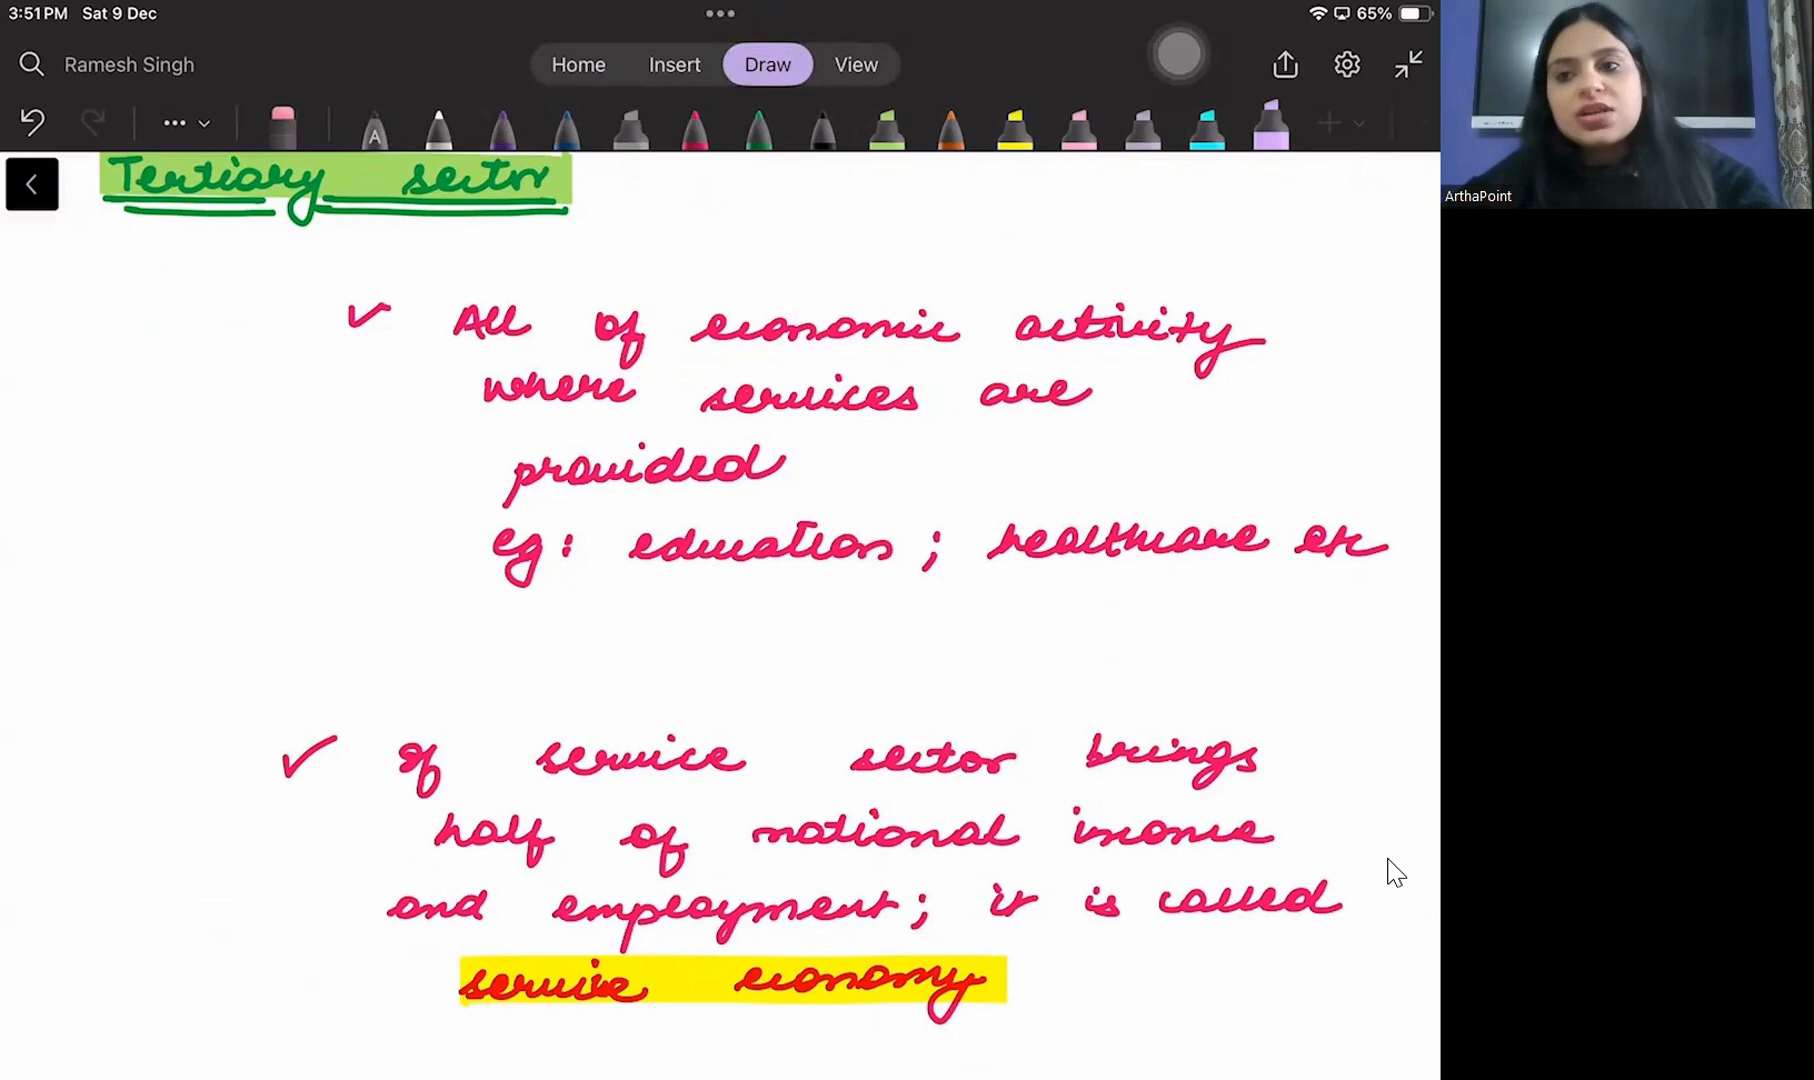 3:51 PM Sat 9 Dec
65%
Ramesh Singh
Home Insert Draw View
A
ArthaPoint
Tertiary sector
All of economic activity
where services are
provided
eg: education; healthcare etc
If service sector brings
half of national income
and employment; it is called
service economy